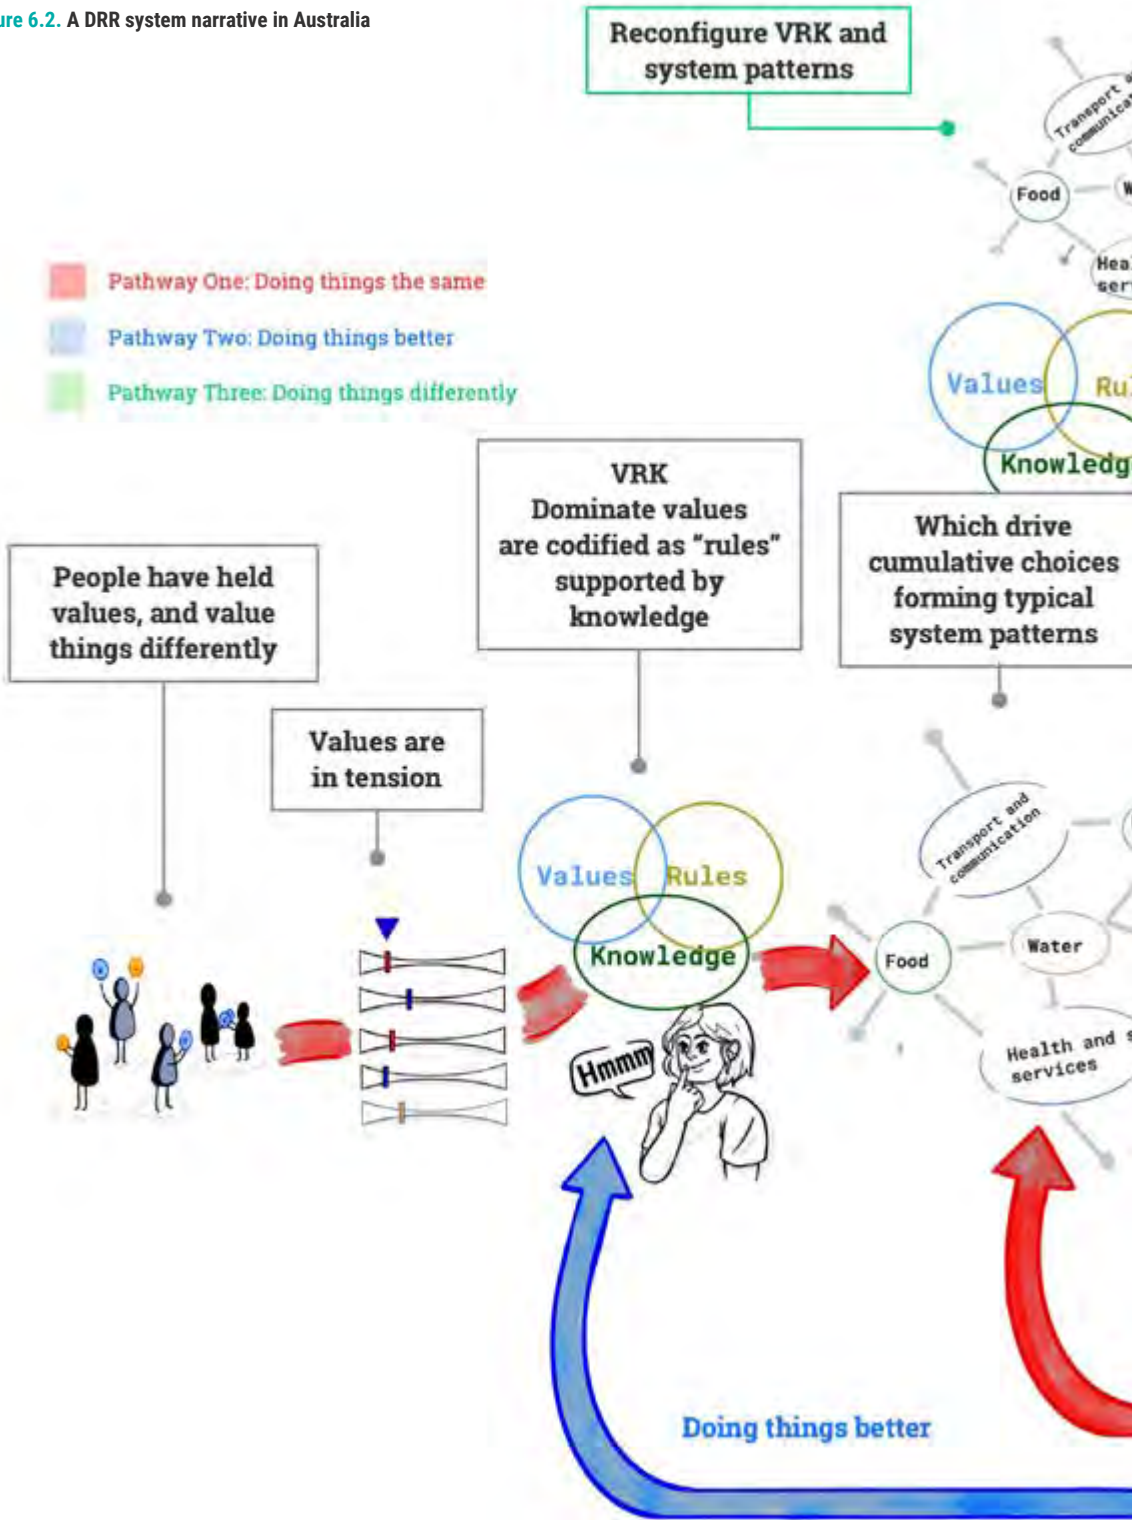 ure 6.2. A DRR system narrative in Australia
Reconfigure VRK and
system patterns
Transport
Food
Values
Pathway One: Doing things the same
Pathway Two: Doing things better
Pathway Three: Doing things differently
VRK
Dominate values
are codified as “rules”
supported by
knowledge
Which drive
cumulative choices
forming typical
system patterns
People have held
values, and value
things differently
Values are
in tension
Values
Rules
Knowledge
Transport and
communication
Food
Water
Health and
services
Hmmm
Doing things better